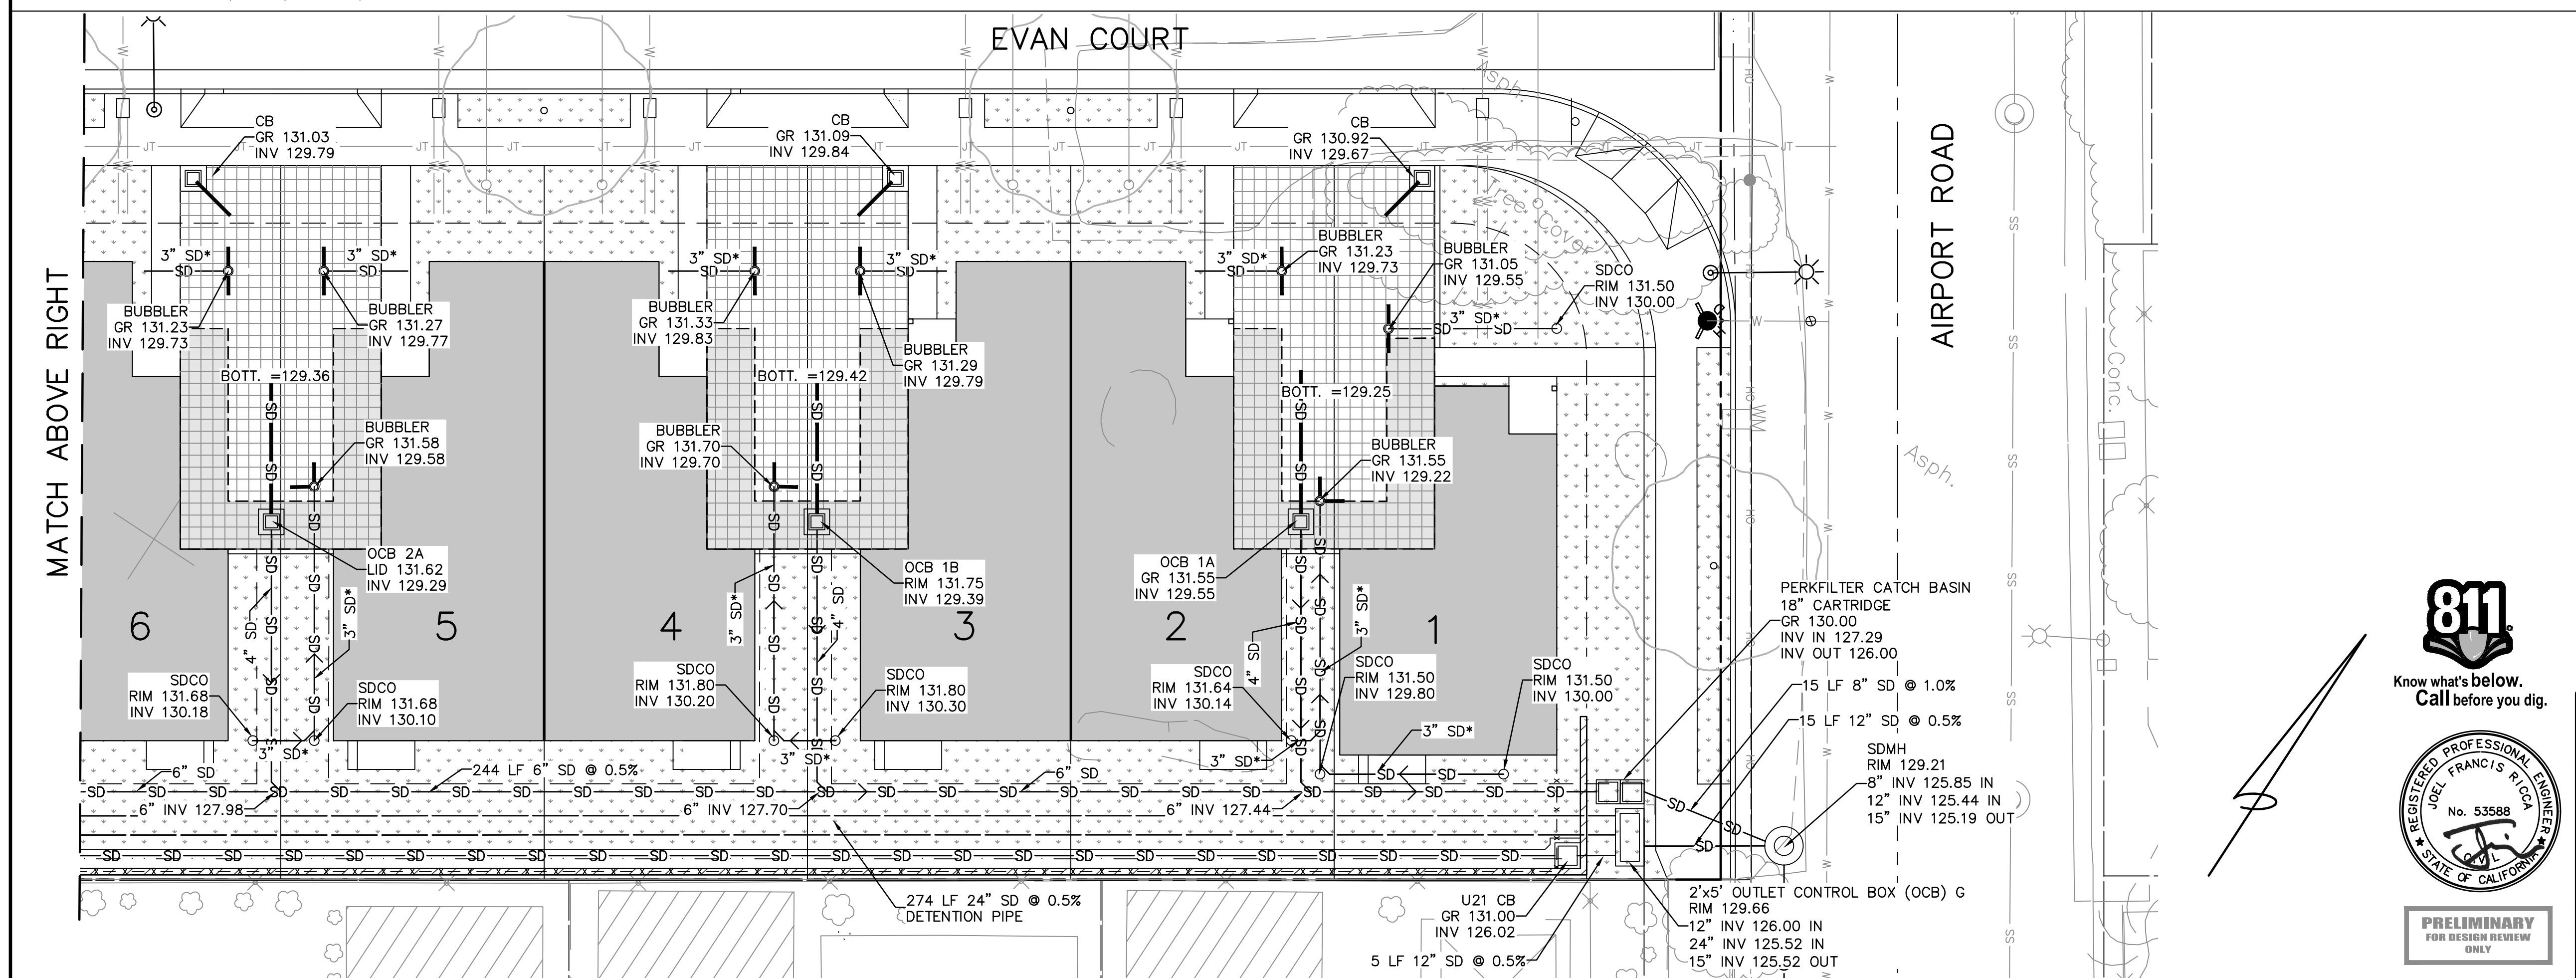 EVAN COURT
AIRPORT ROAD
MATCH ABOVE RIGHT
CB
GR 131.03
INV 129.79
CB
GR 131.09
INV 129.84
CB
GR 130.92
INV 129.67
Asph.
Tree Cover
3" SD*
3" SD*
3" SD*
3" SD*
3" SD*
BUBBLER
GR 131.23
INV 129.73
BUBBLER
GR 131.27
INV 129.77
BUBBLER
GR 131.33
INV 129.83
BUBBLER
GR 131.29
INV 129.79
BUBBLER
GR 131.23
INV 129.73
BUBBLER
GR 131.05
INV 129.55
SDCO
RIM 131.50
INV 130.00
3" SD*
BOTT. =129.36
BOTT. =129.42
BOTT. =129.25
BUBBLER
GR 131.58
INV 129.58
BUBBLER
GR 131.70
INV 129.70
BUBBLER
GR 131.55
INV 129.22
Conc.
Asph.
OCB 2A
LID 131.62
INV 129.29
OCB 1B
RIM 131.75
INV 129.39
OCB 1A
GR 131.55
INV 129.55
6
5
4
3
2
1
4" SD
3" SD*
3" SD*
4" SD
4" SD
3" SD*
SDCO
RIM 131.68
INV 130.18
SDCO
RIM 131.68
INV 130.10
SDCO
RIM 131.80
INV 130.20
SDCO
RIM 131.80
INV 130.30
SDCO
RIM 131.64
INV 130.14
SDCO
RIM 131.50
INV 129.80
SDCO
RIM 131.50
INV 130.00
3" SD*
3" SD*
3" SD*
3" SD*
6" SD
244 LF 6" SD @ 0.5%
6" SD
6" INV 127.98
6" INV 127.70
6" INV 127.44
PERKFILTER CATCH BASIN
18" CARTRIDGE
GR 130.00
INV IN 127.29
INV OUT 126.00
15 LF 8" SD @ 1.0%
15 LF 12" SD @ 0.5%
SDMH
RIM 129.21
8" INV 125.85 IN
12" INV 125.44 IN
15" INV 125.19 OUT
274 LF 24" SD @ 0.5%
DETENTION PIPE
U21 CB
GR 131.00
INV 126.02
5 LF 12" SD @ 0.5%
2'x5' OUTLET CONTROL BOX (OCB) G
RIM 129.66
12" INV 126.00 IN
24" INV 125.52 IN
15" INV 125.52 OUT
811
Know what's below.
Call before you dig.
REGISTERED PROFESSIONAL ENGINEER
JOEL FRANCIS RICCA
No. 53588
CIVIL
STATE OF CALIFORNIA
PRELIMINARY
FOR DESIGN REVIEW
ONLY